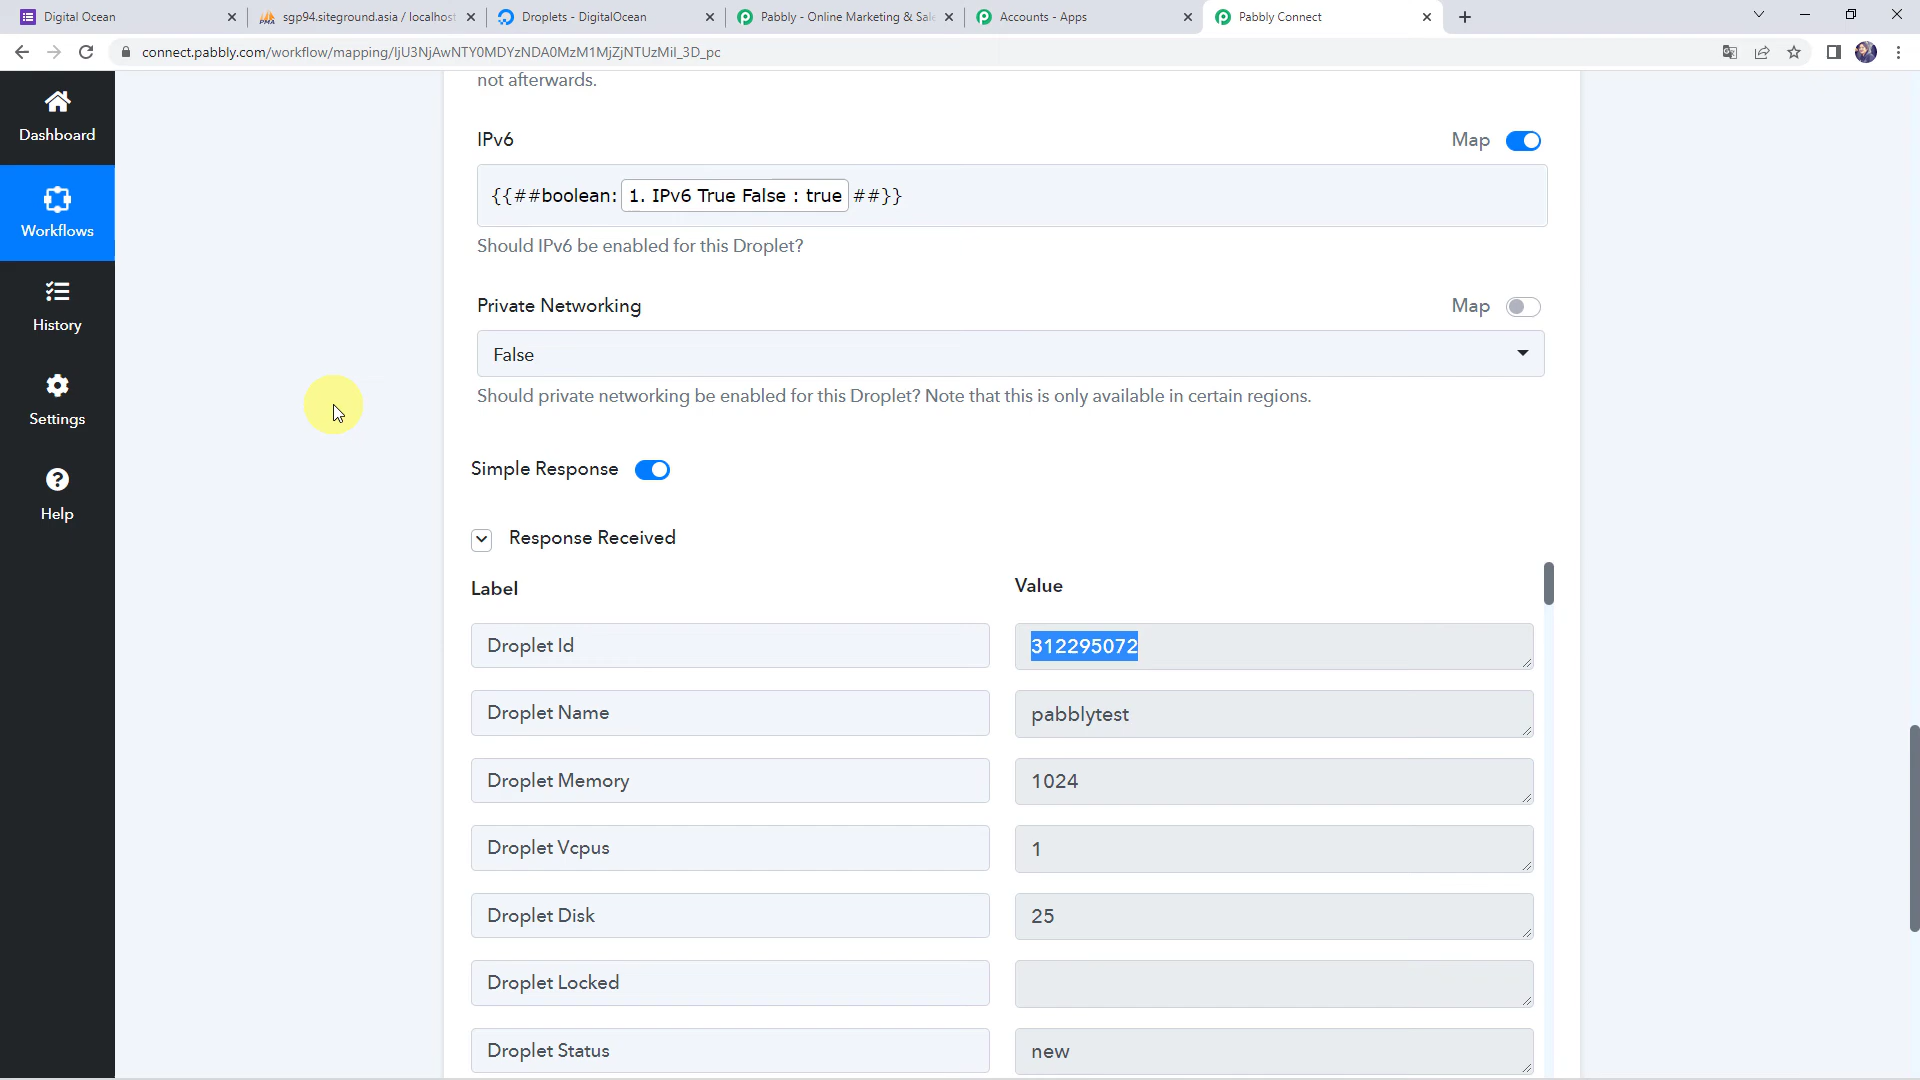 Digital Ocean
sgp94.siteground.asia / localhost
Droplets - DigitalOcean
Pabbly - Online Marketing & Sale
Accounts - Apps
Pabbly Connect
connect.pabbly.com/workflow/mapping/
not afterwards.
Dashboard
Workflows
History
Settings
Help
IPv6
Map
{{##boolean: 1. IPv6 True False : true ##}}
Should IPv6 be enabled for this Droplet?
Private Networking
Map
False
Should private networking be enabled for this Droplet? Note that this is only available in certain regions.
Simple Response
Response Received
Label
Value
Droplet Id
312295072
Droplet Name
pabblytest
Droplet Memory
1024
Droplet Vcpus
1
Droplet Disk
25
Droplet Locked
Droplet Status
new